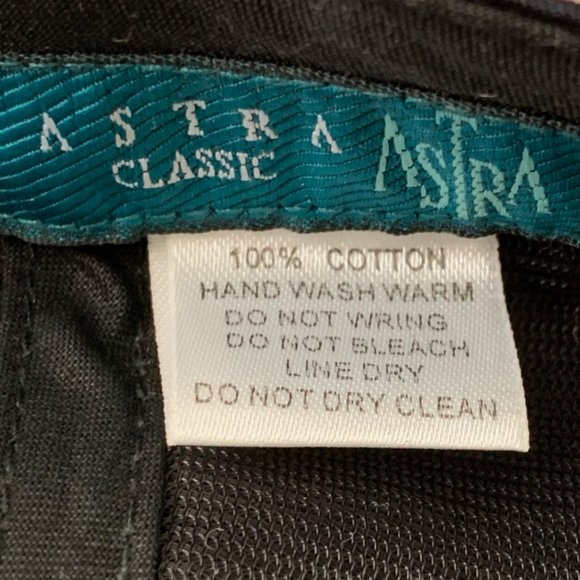 ASTRA
CLASSIC
ASTRA
100% COTTON
HAND WASH WARM
DO NOT WRING
DO NOT BLEACH
LINE DRY
DO NOT DRY CLEAN